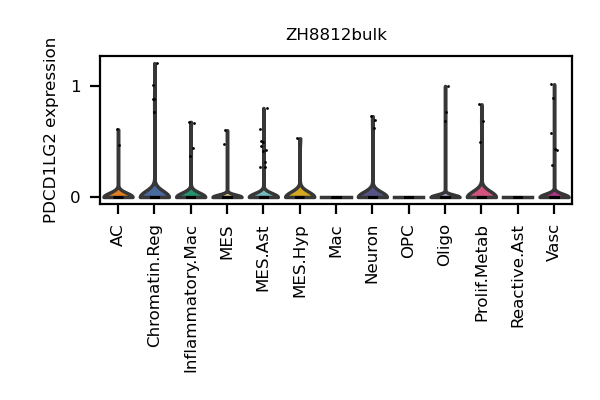 ZH8812bulk
PDCD1LG2 expression
1
0
AC
Chromatin.Reg
Inflammatory.Mac
MES
MES.Ast
MES.Hyp
Mac
Neuron
OPC
Oligo
Prolif.Metab
Reactive.Ast
Vasc